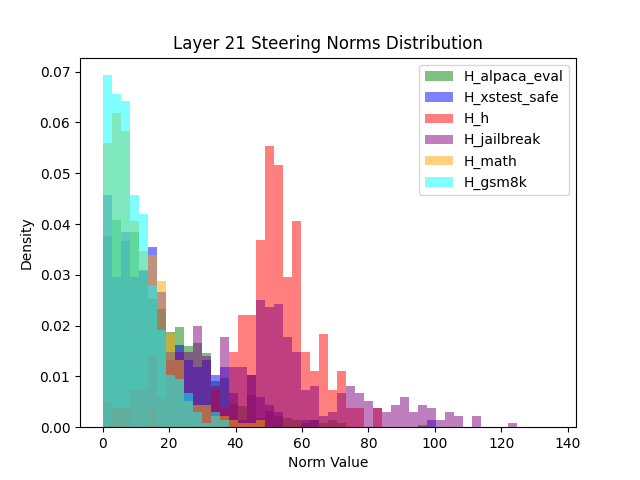 Layer 21 Steering Norms Distribution
H_alpaca_eval
H_xstest_safe
H_h
H_jailbreak
H_math
H_gsm8k
Density
0.07
0.06
0.05
0.04
0.03
0.02
0.01
0.00
0 20 40 60 80 100 120 140
Norm Value